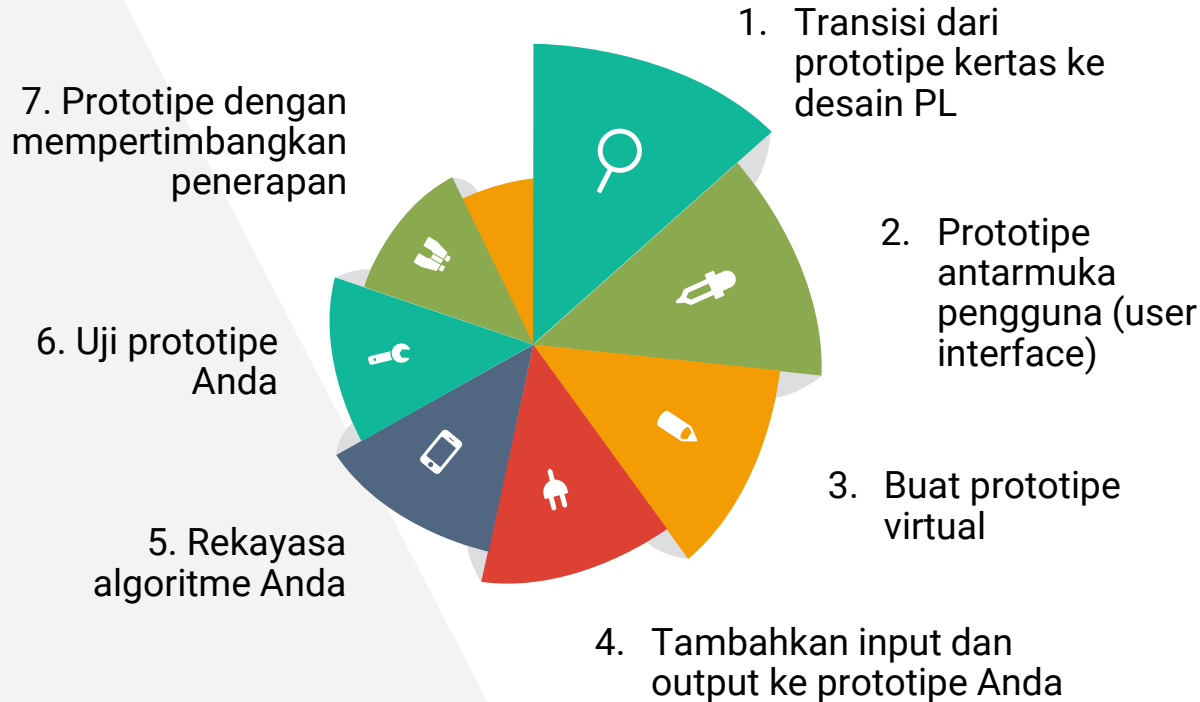 1. Transisi dari
prototipe kertas ke
desain PL
2. Prototipe
antarmuka
pengguna (user
interface)
3. Buat prototipe
virtual
4. Tambahkan input dan
output ke prototipe Anda
5. Rekayasa
algoritme Anda
6. Uji prototipe
Anda
7. Prototipe dengan
mempertimbangkan
penerapan